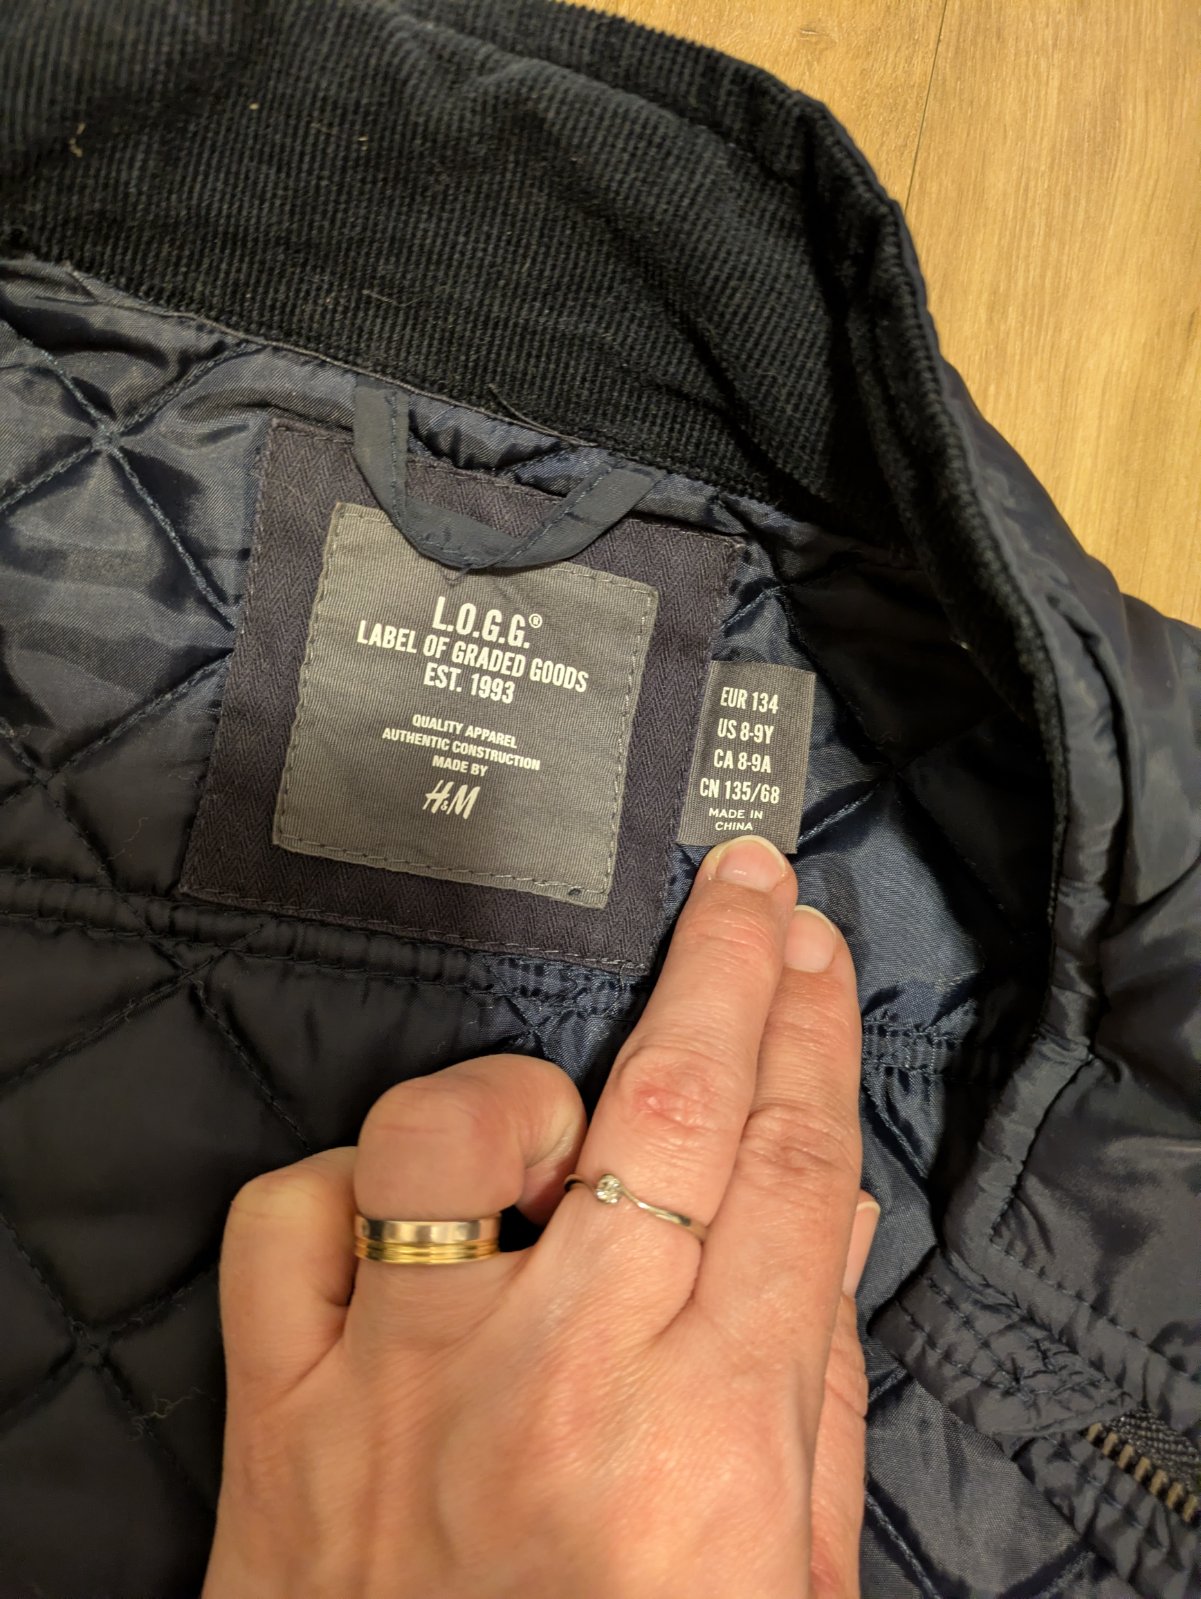 L.O.G.G.®
LABEL OF GRADED GOODS
EST. 1993
QUALITY APPAREL
AUTHENTIC CONSTRUCTION
MADE BY
H&M
EUR 134
US 8-9Y
CA 8-9A
CN 135/68
MADE IN
CHINA